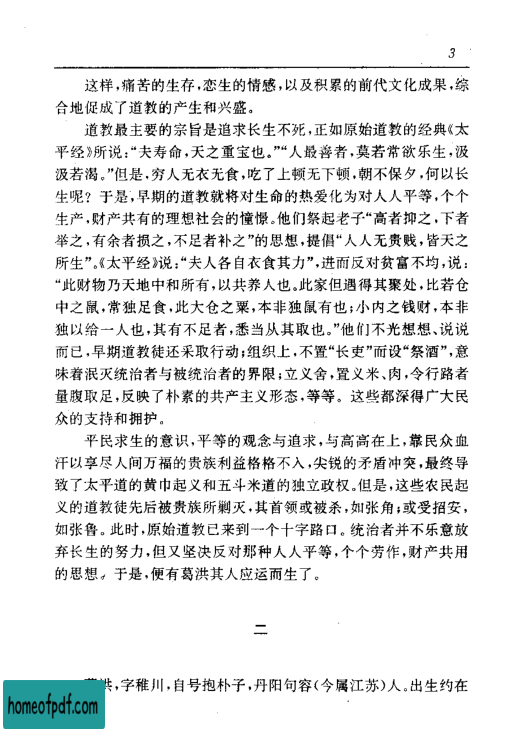 3
这样,痛苦的生存,恋生的情感,以及积累的前代文化成果,综
合地促成了道教的产生和兴盛。
道教最主要的宗旨是追求长生不死,正如原始道教的经典《太
平经》所说:“夫寿命,天之重宝也。”“人最善者,莫若常欲乐生,汲
汲若渴。”但是,穷人无衣无食,吃了上顿无下顿,朝不保夕,何以长
生呢？于是,早期的道教就将对生命的热爱化为对人人平等,个个
生产,财产共有的理想社会的憧憬。他们祭起老子“高者抑之,下者
举之,有余者损之,不足者补之”的思想,提倡“人人无贵贱,皆天之
所生”。《太平经》说:“夫人各自衣食其力”,进而反对贫富不均,说:
“此财物乃天地中和所有,以共养人也。此家但遇得其聚处,比若仓
中之鼠,常独足食,此大仓之粟,本非独鼠有也;小内之钱财,本非
独以给一人也,其有不足者,悉当从其取也。”他们不光想想、说说
而已,早期道教徒还采取行动:组织上,不置“长吏”而设“祭酒”,意
味着泯灭统治者与被统治者的界限;立义舍,置义米、肉,令行路者
量腹取足,反映了朴素的共产主义形态,等等。这些都深得广大民
众的支持和拥护。
平民求生的意识,平等的观念与追求,与高高在上,靠民众血
汗以享尽人间万福的贵族利益格格不入,尖锐的矛盾冲突,最终导
致了太平道的黄巾起义和五斗米道的独立政权。但是,这些农民起
义的道教徒先后被贵族所剿灭,其首领或被杀,如张角;或受招安,
如张鲁。此时,原始道教已来到一个十字路口。统治者并不乐意放
弃长生的努力,但又坚决反对那种人人平等,个个劳作,财产共用
的思想。于是,便有葛洪其人应运而生了。
二
洪,字稚川,自号抱朴子,丹阳句容(今属江苏)人。出生约在
homeofpdf.com